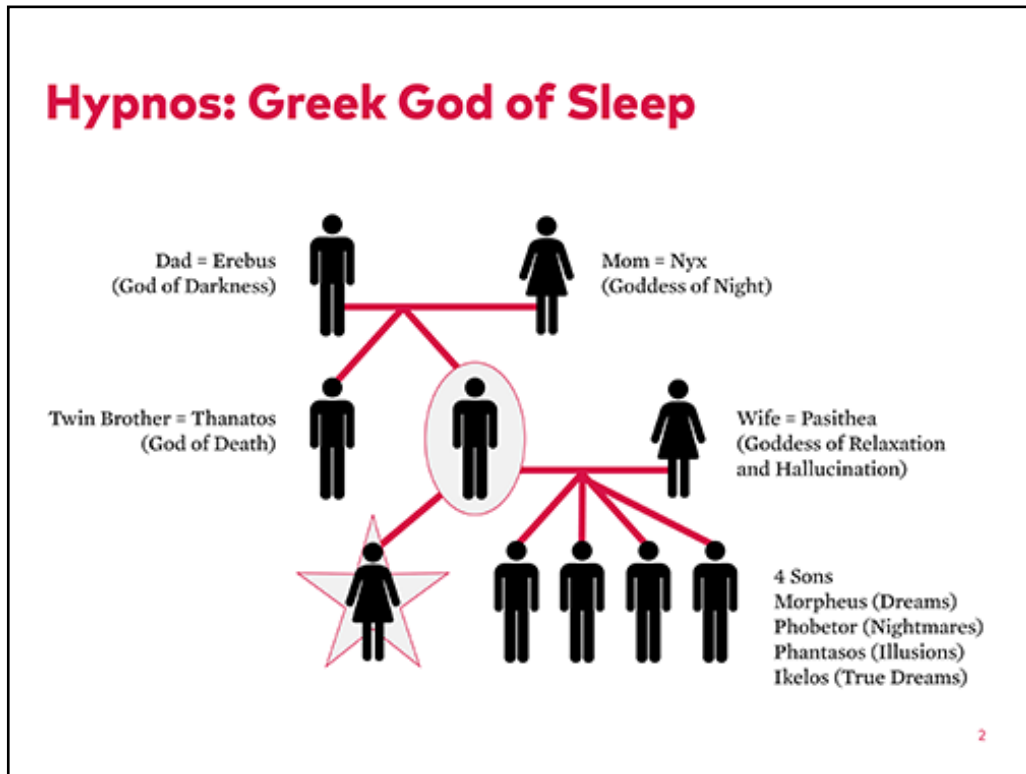 Hypnos: Greek God of Sleep
Dad = Erebus
(God of Darkness)
Mom = Nyx
(Goddess of Night)
Twin Brother = Thanatos
(God of Death)
Wife = Pasithea
(Goddess of Relaxation
and Hallucination)
4 Sons
Morpheus (Dreams)
Phobetor (Nightmares)
Phantasos (Illusions)
Ikelos (True Dreams)
2